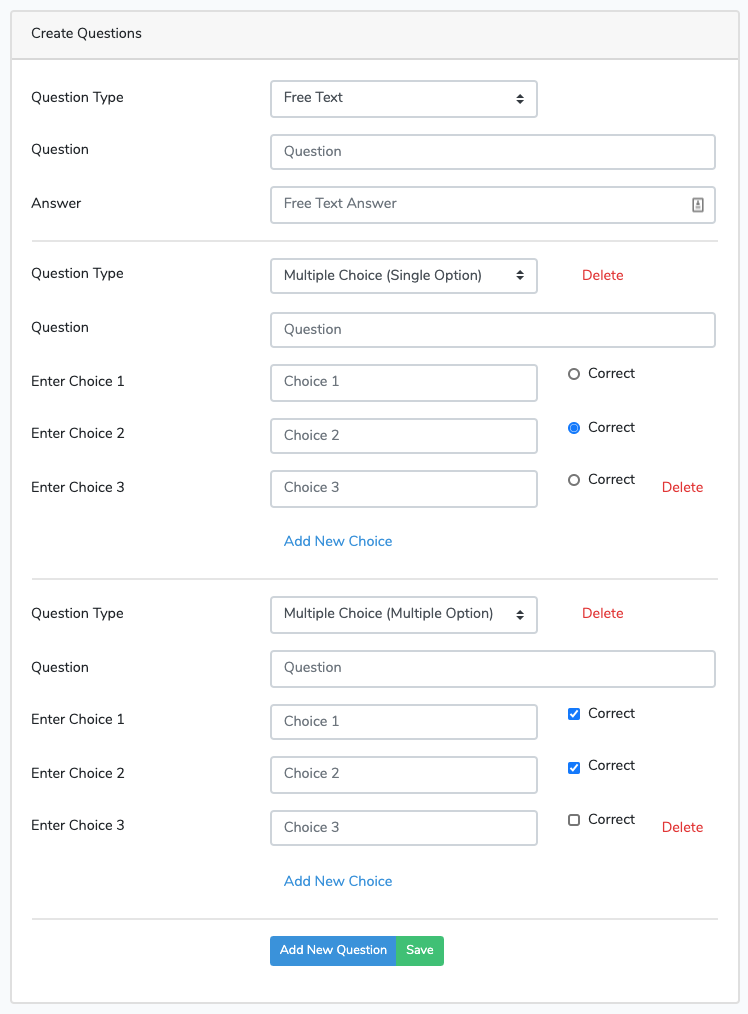 Create Questions
Question Type Free Text
Question Question
Answer Free Text Answer
Question Type Multiple Choice (Single Option) Delete
Question Question
Enter Choice 1 Choice 1 Correct
Enter Choice 2 Choice 2 Correct
Enter Choice 3 Choice 3 Correct Delete
Add New Choice
Question Type Multiple Choice (Multiple Option) Delete
Question Question
Enter Choice 1 Choice 1 Correct
Enter Choice 2 Choice 2 Correct
Enter Choice 3 Choice 3 Correct Delete
Add New Choice
Add New Question Save